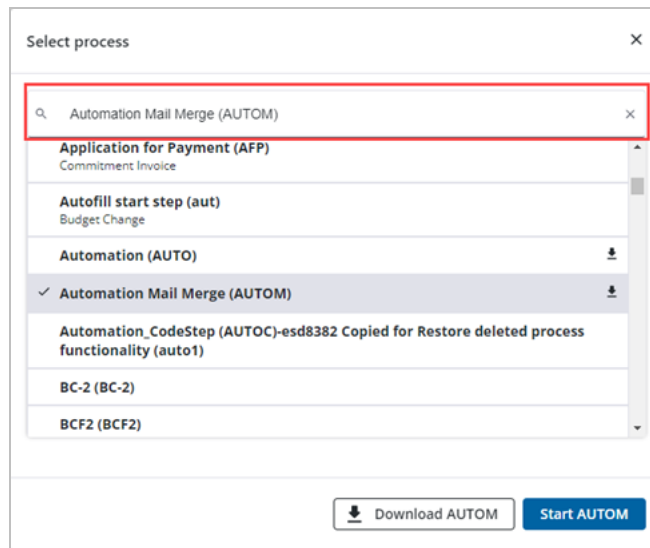 Select process
Automation Mail Merge (AUTOM)
Application for Payment (AFP)
Commitment Invoice
Autofill start step (aut)
Budget Change
Automation (AUTO)
Automation Mail Merge (AUTOM)
Automation_CodeStep (AUTOC)-esd8382 Copied for Restore deleted process
functionality (auto1)
BC-2 (BC-2)
BCF2 (BCF2)
Download AUTOM
Start AUTOM